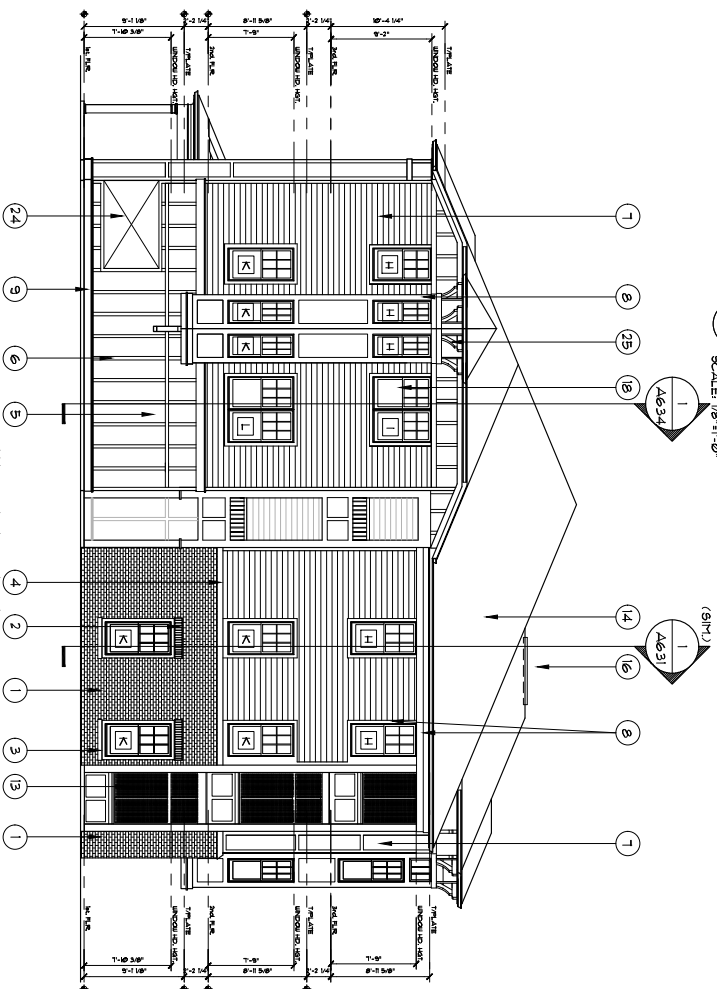 SCALE: 1/8"=1'-0"
1
A634
(SIM.)
1
A631
7
8
25
18
14
16
8
7
T/PLATE
WINDOW HD. HGT.
10'-4 1/4"
9'-2"
3rd. FLR.
T/PLATE
1'-2 1/4"
WINDOW HD. HGT.
8'-11 5/8"
7'-9"
2nd. FLR.
T/PLATE
1'-2 1/4"
WINDOW HD. HGT.
9'-1 1/8"
7'-10 3/8"
1st. FLR.
H
H
H
I
H
H
K
K
K
L
K
K
K
K
T/PLATE
WINDOW HD. HGT.
8'-11 5/8"
7'-9"
3rd. FLR.
T/PLATE
1'-2 1/4"
WINDOW HD. HGT.
8'-11 5/8"
7'-9"
2nd. FLR.
T/PLATE
1'-2 1/4"
WINDOW HD. HGT.
9'-1 1/8"
7'-10 3/8"
1st. FLR.
24
9
6
5
4
2
1
3
13
1